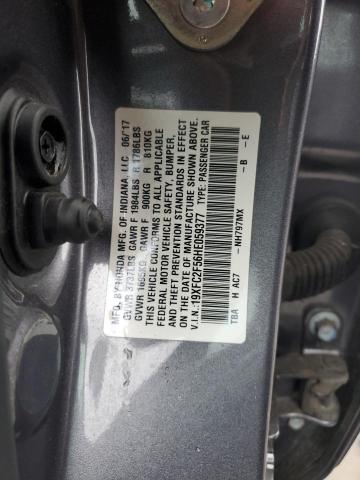 MFG. BY HONDA MFG. OF INDIANA, LLC 06/17
GVWR 3737LBS GAWR F 1984LBS R 1786LBS
GVWR 1695KG GAWR F 900KG R 810KG
THIS VEHICLE CONFORMS TO ALL APPLICABLE
FEDERAL MOTOR VEHICLE SAFETY, BUMPER,
AND THEFT PREVENTION STANDARDS IN EFFECT
ON THE DATE OF MANUFACTURE SHOWN ABOVE.
V.I.N.:19XFC2F56HE059377 TYPE: PASSENGER CAR
TBA H AC7 -NH797MX -B -E